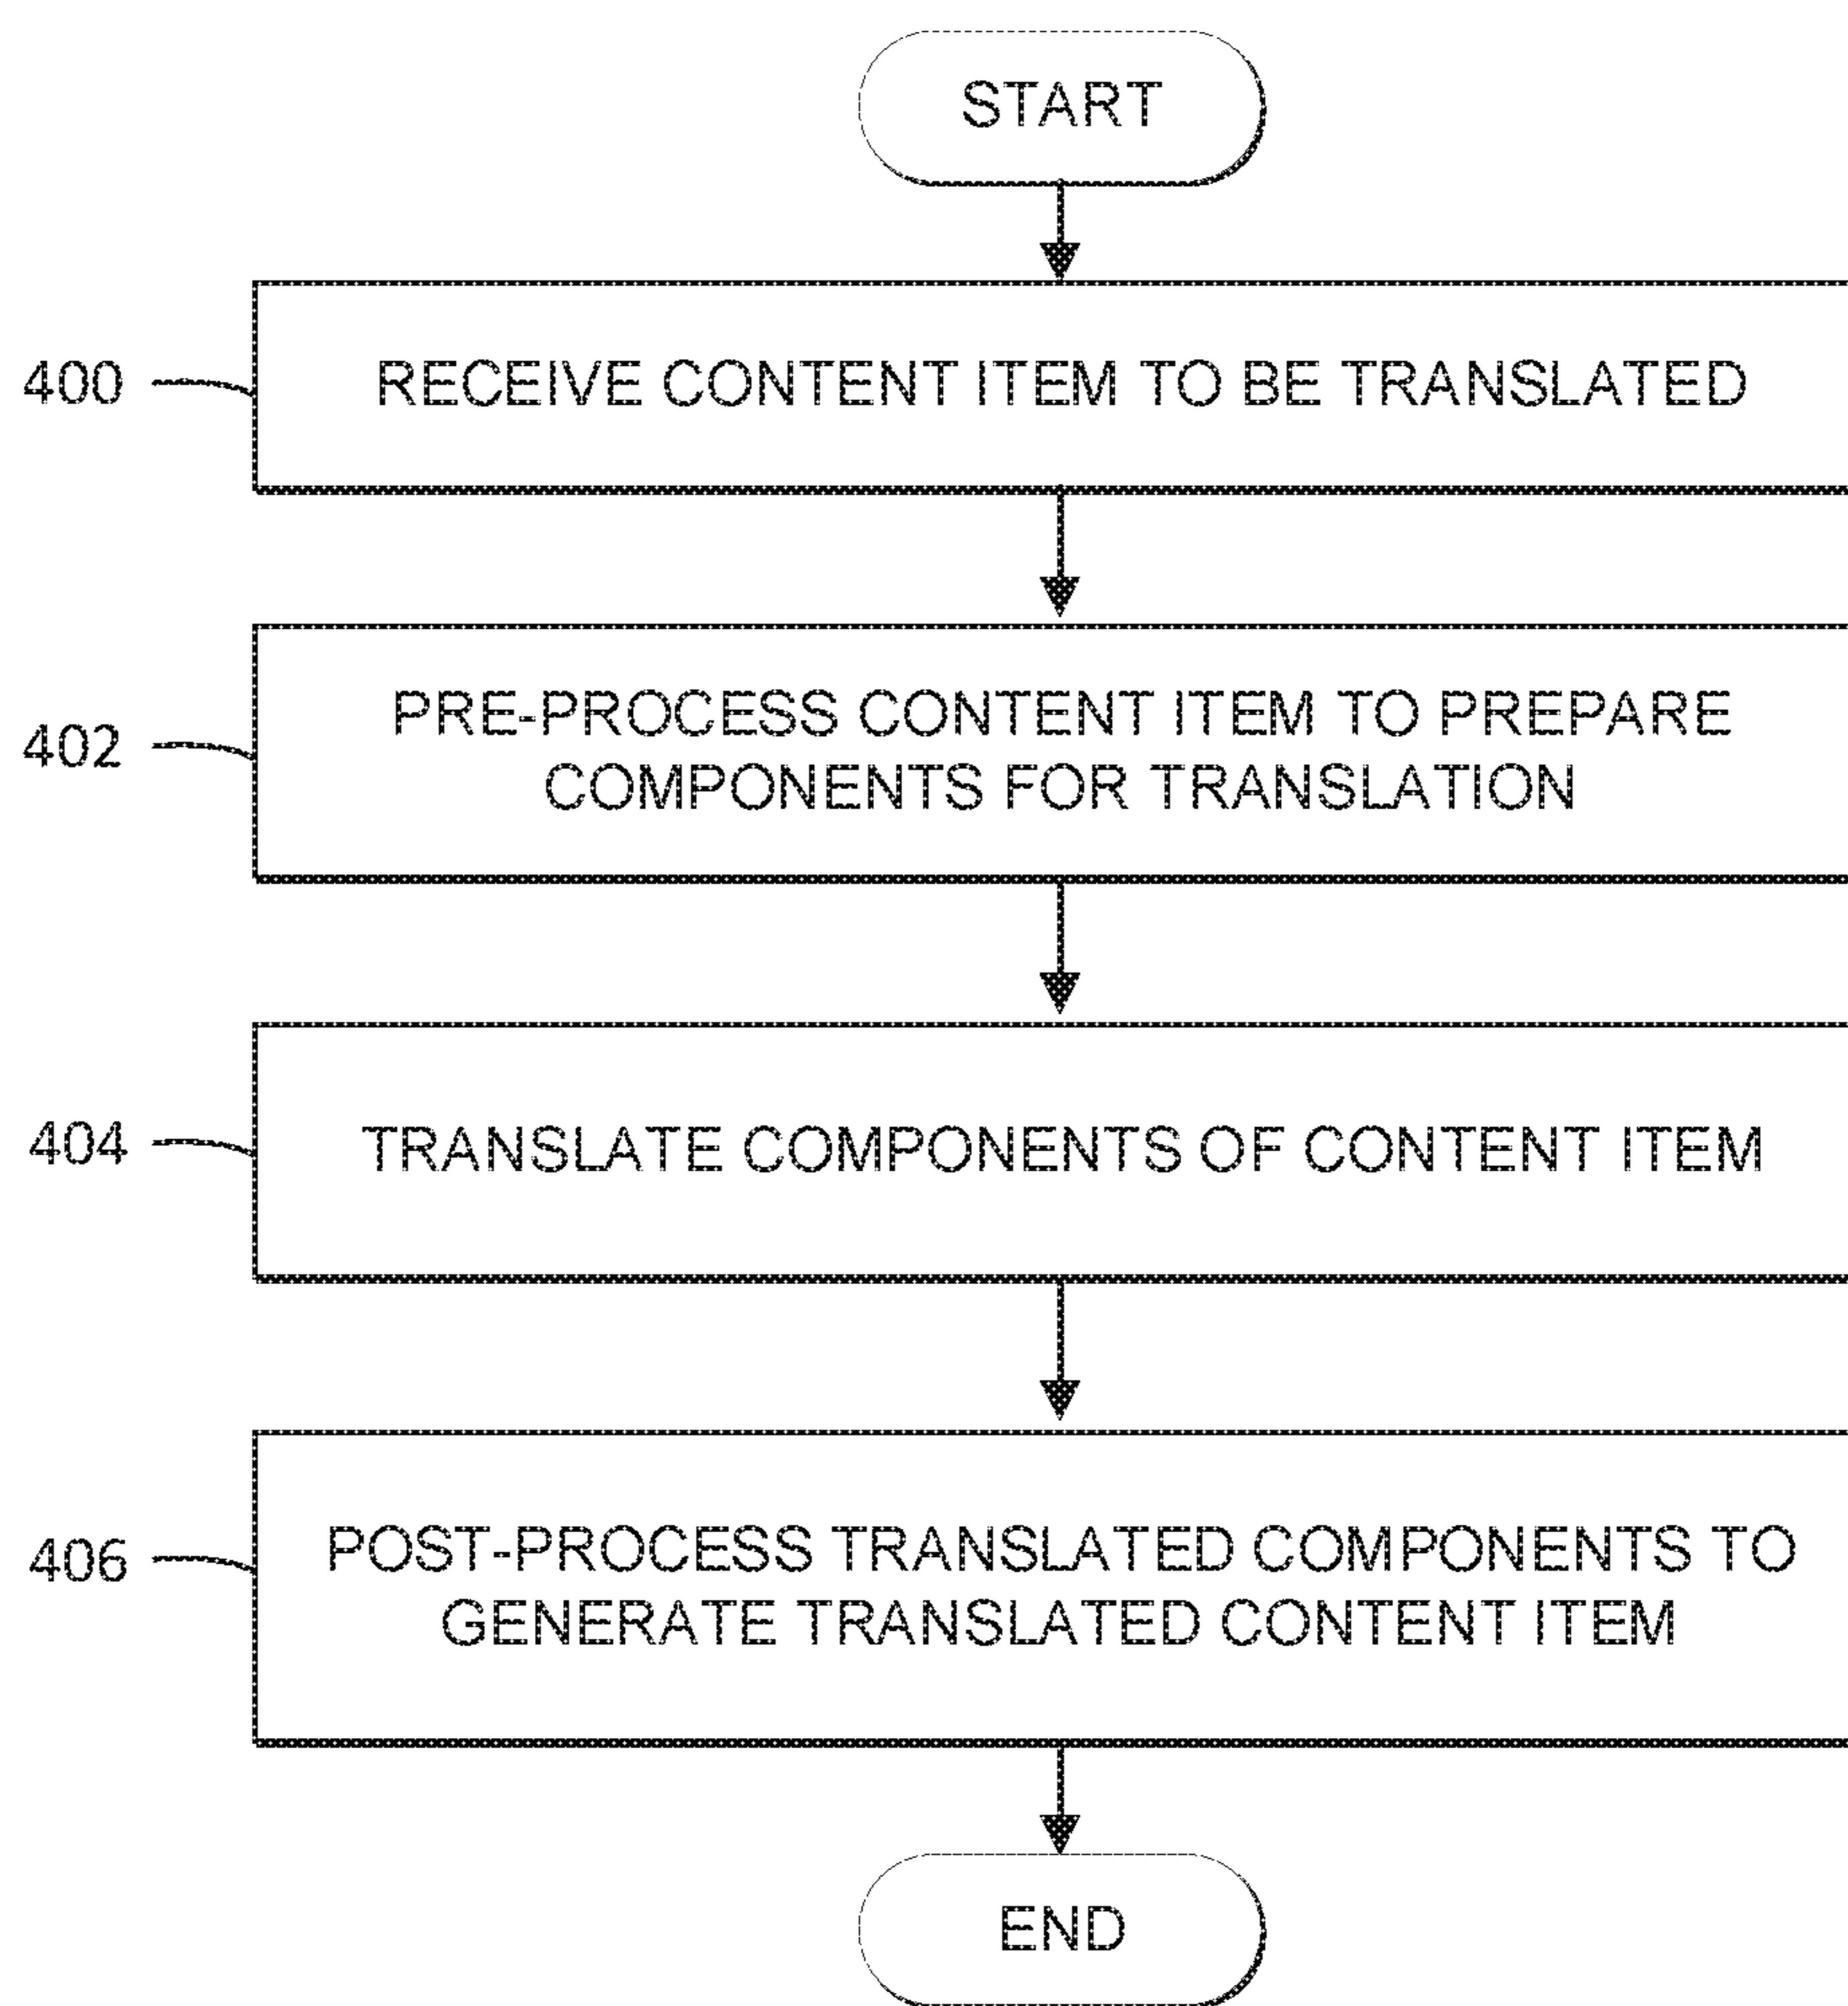 START
400
RECEIVE CONTENT ITEM TO BE TRANSLATED
402
PRE-PROCESS CONTENT ITEM TO PREPARE
COMPONENTS FOR TRANSLATION
404
TRANSLATE COMPONENTS OF CONTENT ITEM
406
POST-PROCESS TRANSLATED COMPONENTS TO
GENERATE TRANSLATED CONTENT ITEM
END